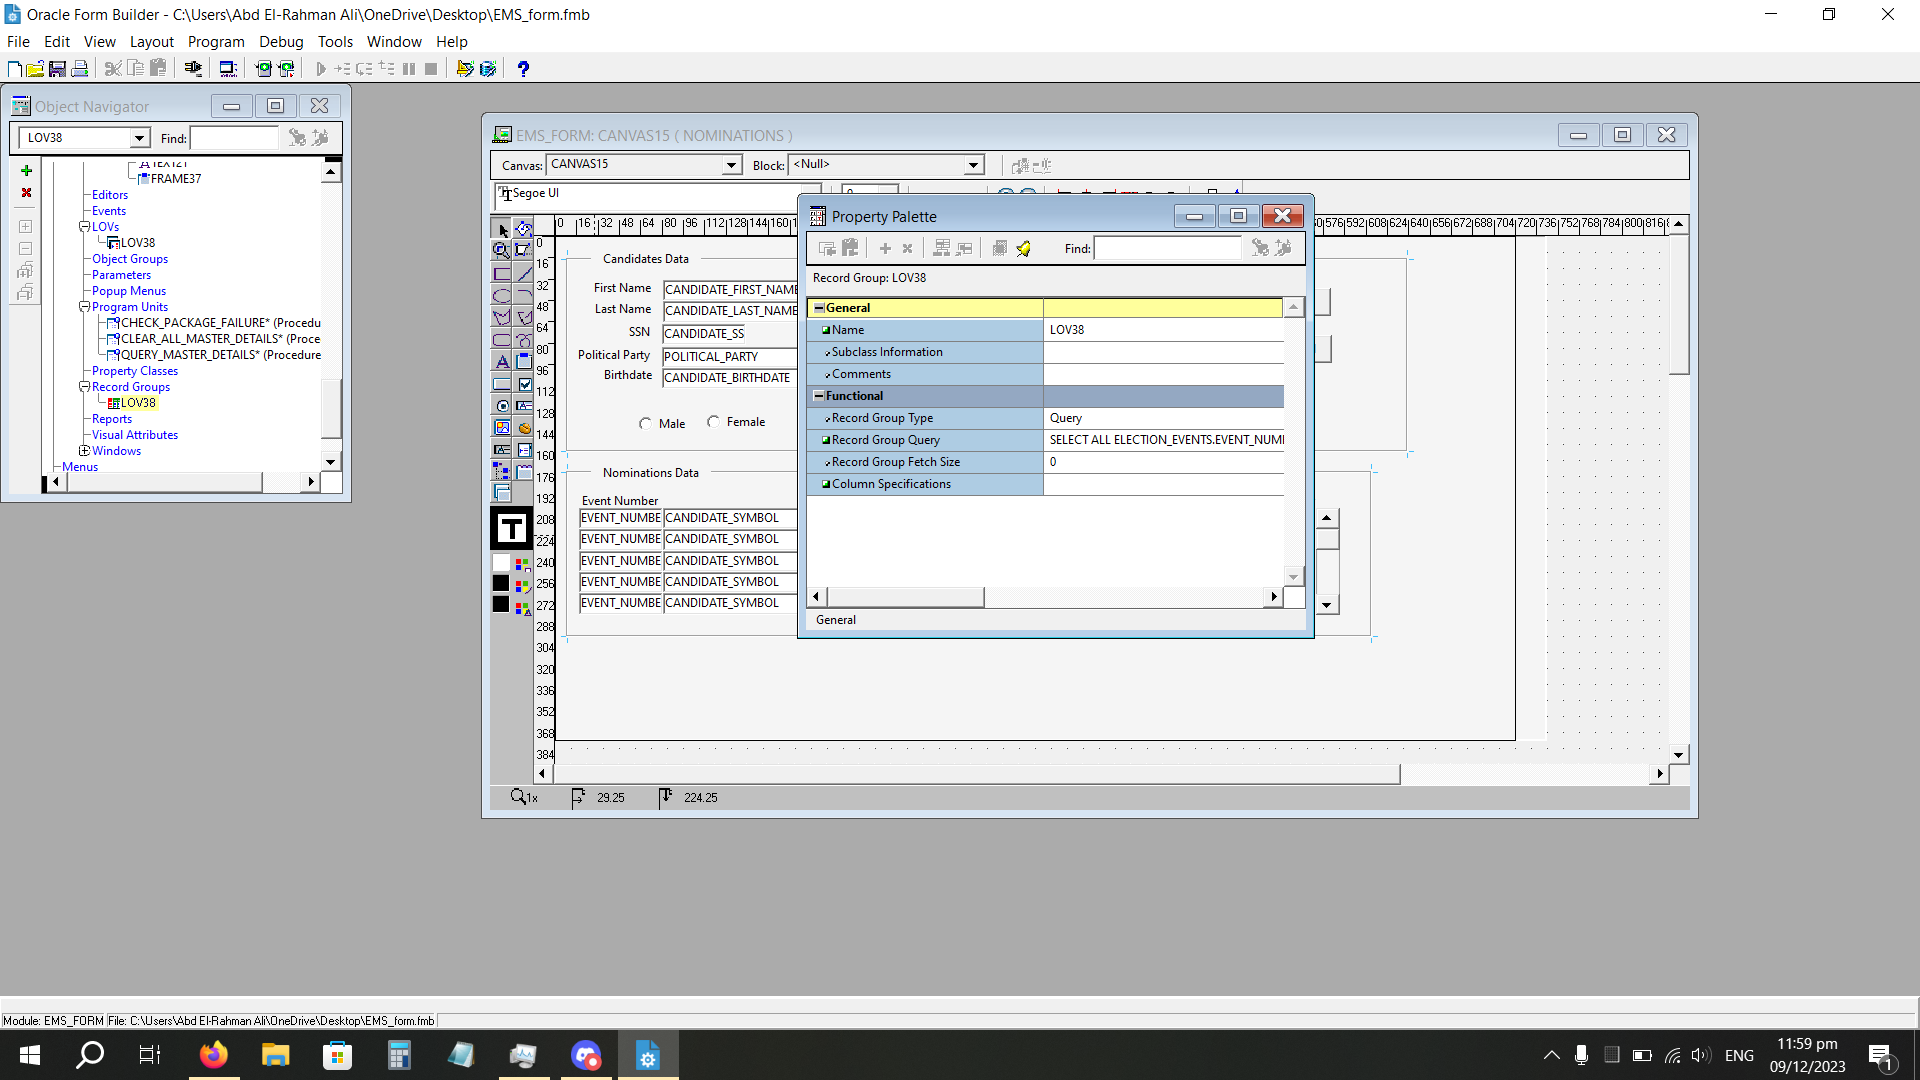 Oracle Form Builder - C:\Users\Abd El-Rahman Ali\OneDrive\Desktop\EMS_form.fmb
File Edit View Layout Program Debug Tools Window Help
Object Navigator
LOV38 Find:
TEXT21
FRAME37
Editors
Events
LOVs
LOV38
Object Groups
Parameters
Popup Menus
Program Units
CHECK_PACKAGE_FAILURE* (Procedu
CLEAR_ALL_MASTER_DETAILS* (Proce
QUERY_MASTER_DETAILS* (Procedure
Property Classes
Record Groups
LOV38
Reports
Visual Attributes
Windows
Menus
EMS_FORM: CANVAS15 ( NOMINATIONS )
Canvas: CANVAS15 Block: <Null>
Segoe UI
0 16 32 48 64 80 96 112 128 144 160
576 592 608 624 640 656 672 688 704 720 736 752 768 784 800 816
0
16
32
48
64
80
96
112
128
144
160
176
192
208
224
240
256
272
288
304
320
336
352
368
384
Candidates Data
First Name CANDIDATE_FIRST_NAME
Last Name CANDIDATE_LAST_NAME
SSN CANDIDATE_SS
Political Party POLITICAL_PARTY
Birthdate CANDIDATE_BIRTHDATE
Male Female
Nominations Data
Event Number
EVENT_NUMBE CANDIDATE_SYMBOL
EVENT_NUMBE CANDIDATE_SYMBOL
EVENT_NUMBE CANDIDATE_SYMBOL
EVENT_NUMBE CANDIDATE_SYMBOL
EVENT_NUMBE CANDIDATE_SYMBOL
1x 29.25 224.25
Property Palette
Find:
Record Group: LOV38
General
Name LOV38
Subclass Information
Comments
Functional
Record Group Type Query
Record Group Query SELECT ALL ELECTION_EVENTS.EVENT_NUM
Record Group Fetch Size 0
Column Specifications
General
Module: EMS_FORM File: C:\Users\Abd El-Rahman Ali\OneDrive\Desktop\EMS_form.fmb
ENG
11:59 pm
09/12/2023
1